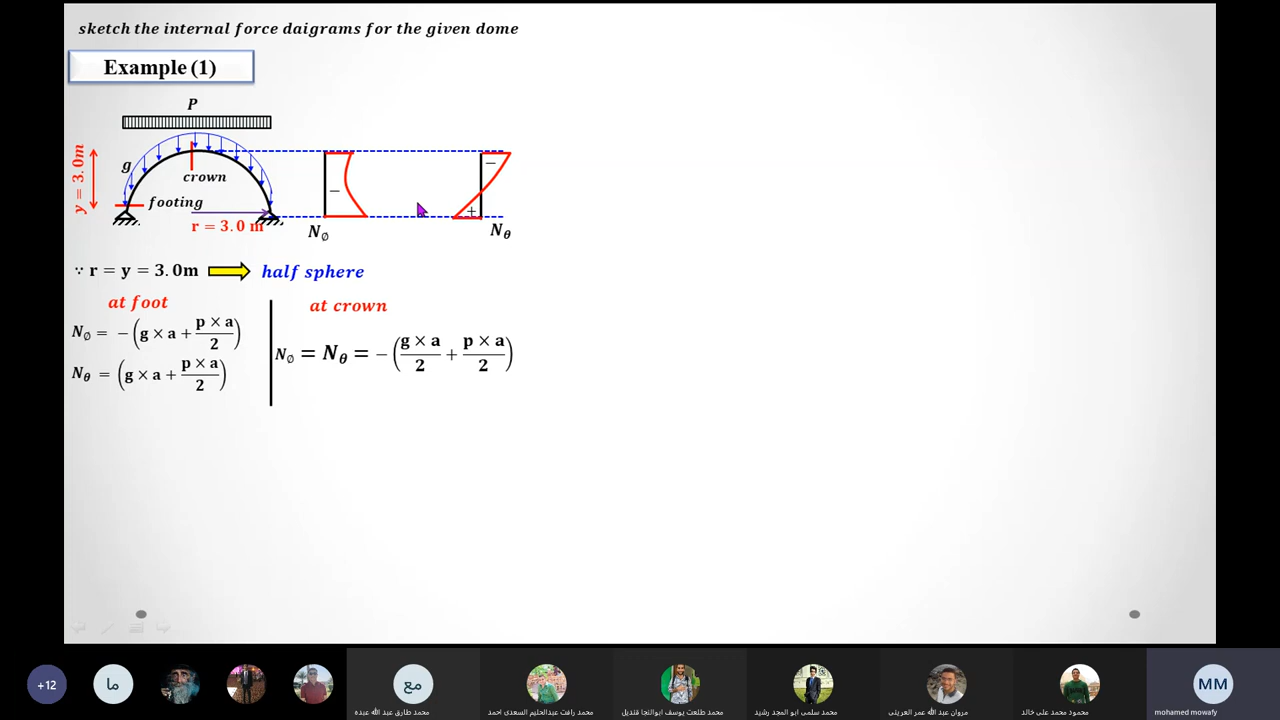 sketch the internal force daigrams for the given dome
Example (1)
P
g
y = 3.0m
crown
footing
r = 3.0 m
−
N∅
−
+
Nθ
∵ r = y = 3.0m
half sphere
at foot
N∅ = −(g × a + p × a / 2)
Nθ = (g × a + p × a / 2)
at crown
N∅ = Nθ = −(g × a / 2 + p × a / 2)
+12
ما
مع
محمد طارق عبد الله عبده
محمد رافت عبدالحليم السعدى احمد
محمد طلعت يوسف ابوالنجا قنديل
محمد سلمى ابو المجد رشيد
مروان عبد الله عمر العرينى
محمود محمد على خالد
MM
mohamed mowafy